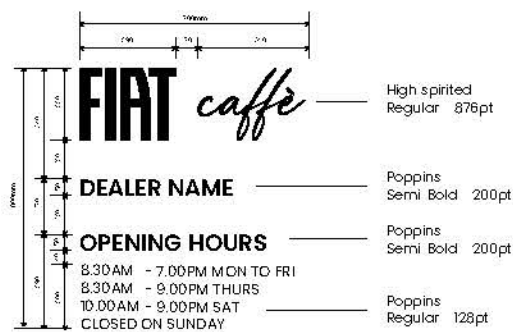 FIAT caffè
High spirited
Regular 876pt
DEALER NAME
Poppins
Semi Bold 200pt
OPENING HOURS
Poppins
Semi Bold 200pt
8.30AM - 7.00PM MON TO FRI
8.30AM - 9.00PM THURS
10.00AM - 9.00PM SAT
CLOSED ON SUNDAY
Poppins
Regular 128pt